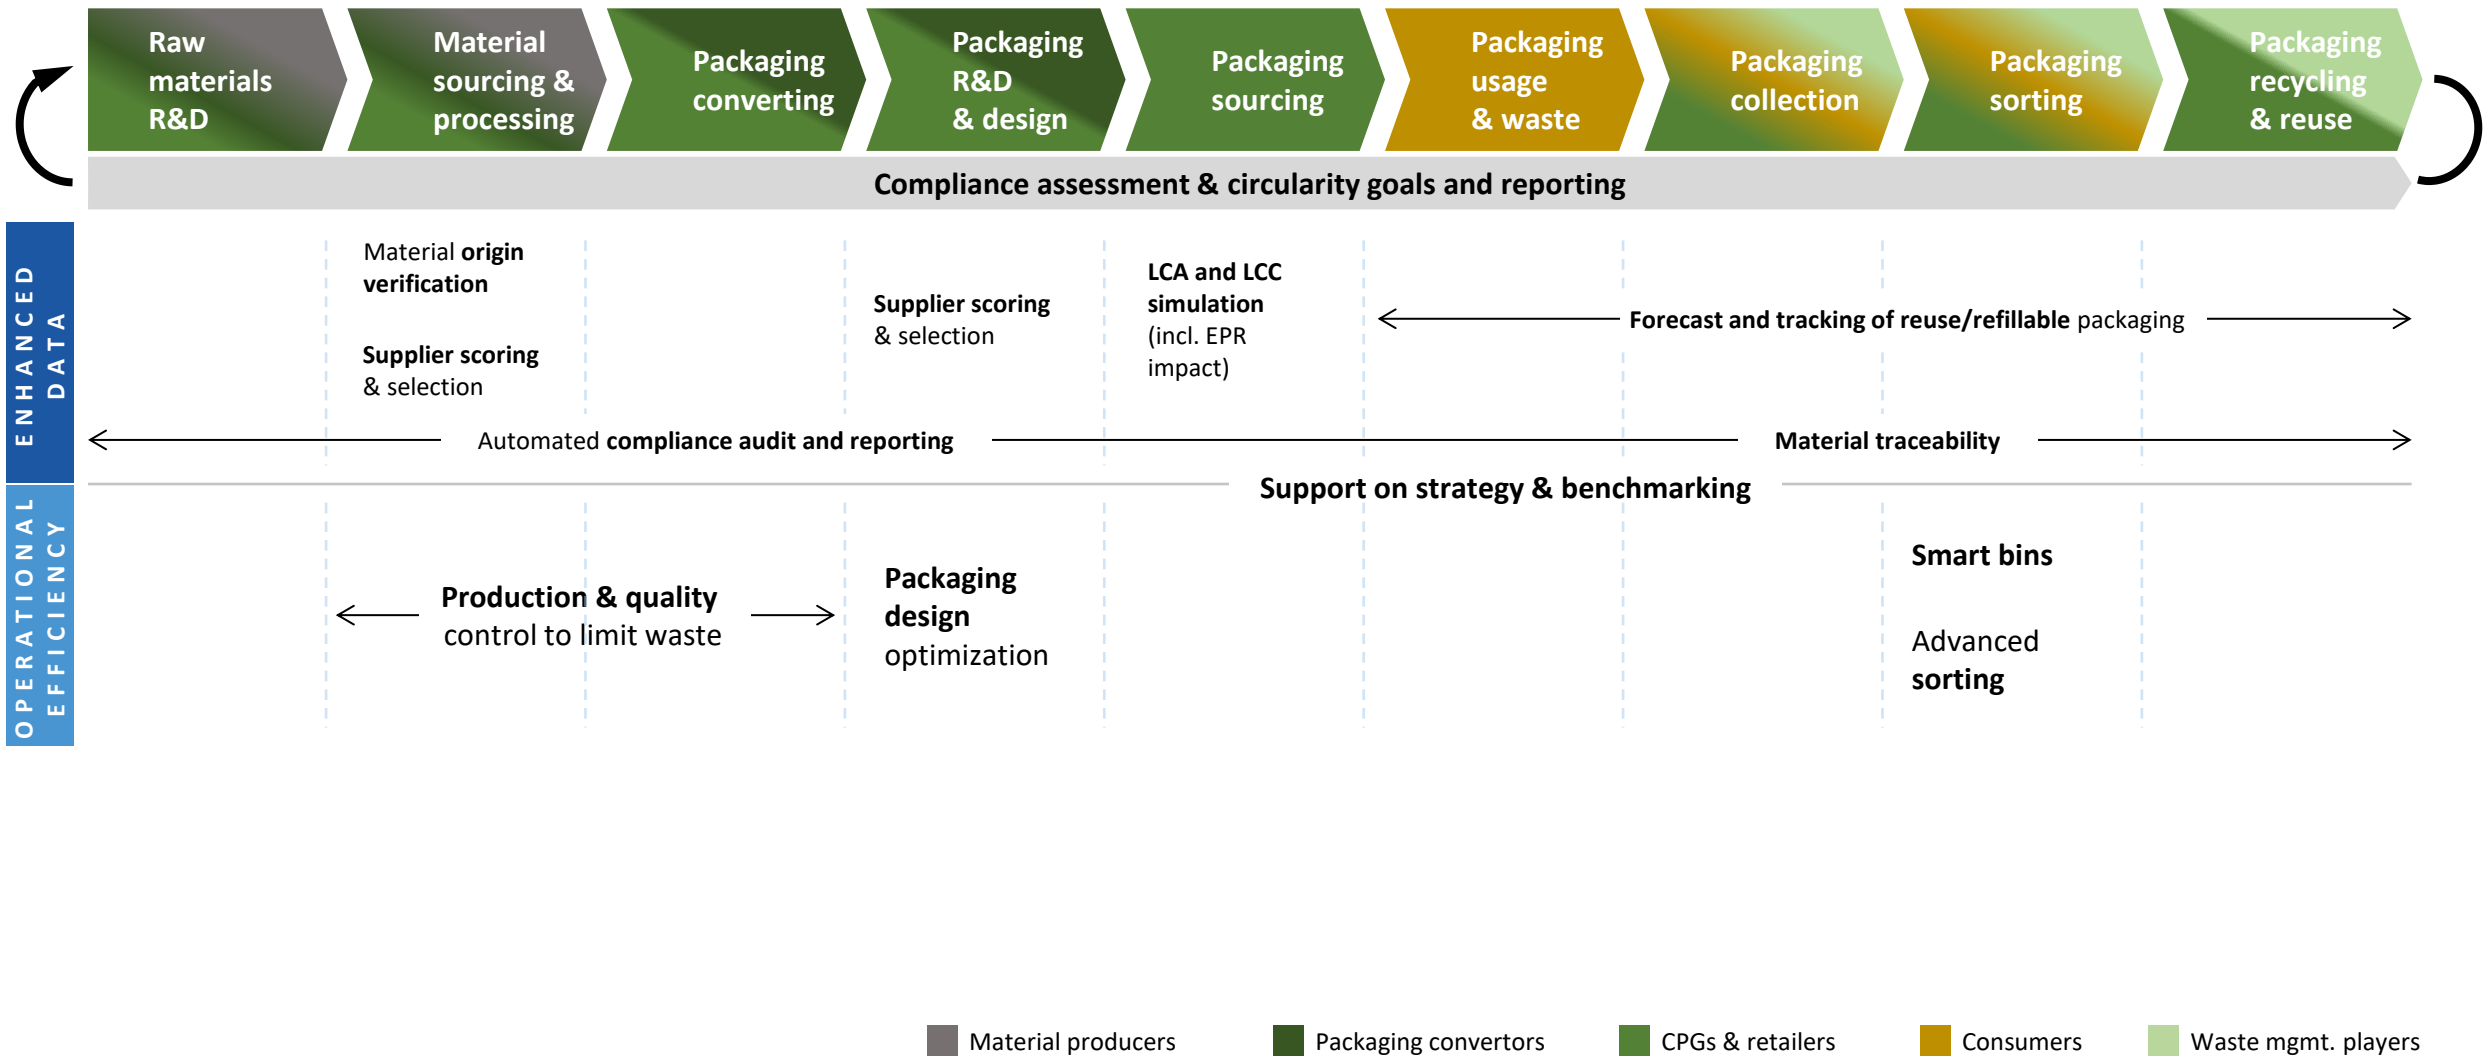 Raw
materials
R&D
Material
sourcing &
processing
Packaging
converting
Packaging
R&D
& design
Packaging
sourcing
Packaging
usage
& waste
Packaging
collection
Packaging
sorting
Packaging
recycling
& reuse
Compliance assessment & circularity goals and reporting
ENHANCED
DATA
Material origin
verification
Supplier scoring
& selection
Supplier scoring
& selection
LCA and LCC
simulation
(incl. EPR
impact)
Forecast and tracking of reuse/refillable packaging
Automated compliance audit and reporting
Material traceability
Support on strategy & benchmarking
OPERATIONAL
EFFICIENCY
Production & quality
control to limit waste
Packaging
design
optimization
Smart bins
Advanced
sorting
Material producers
Packaging convertors
CPGs & retailers
Consumers
Waste mgmt. players